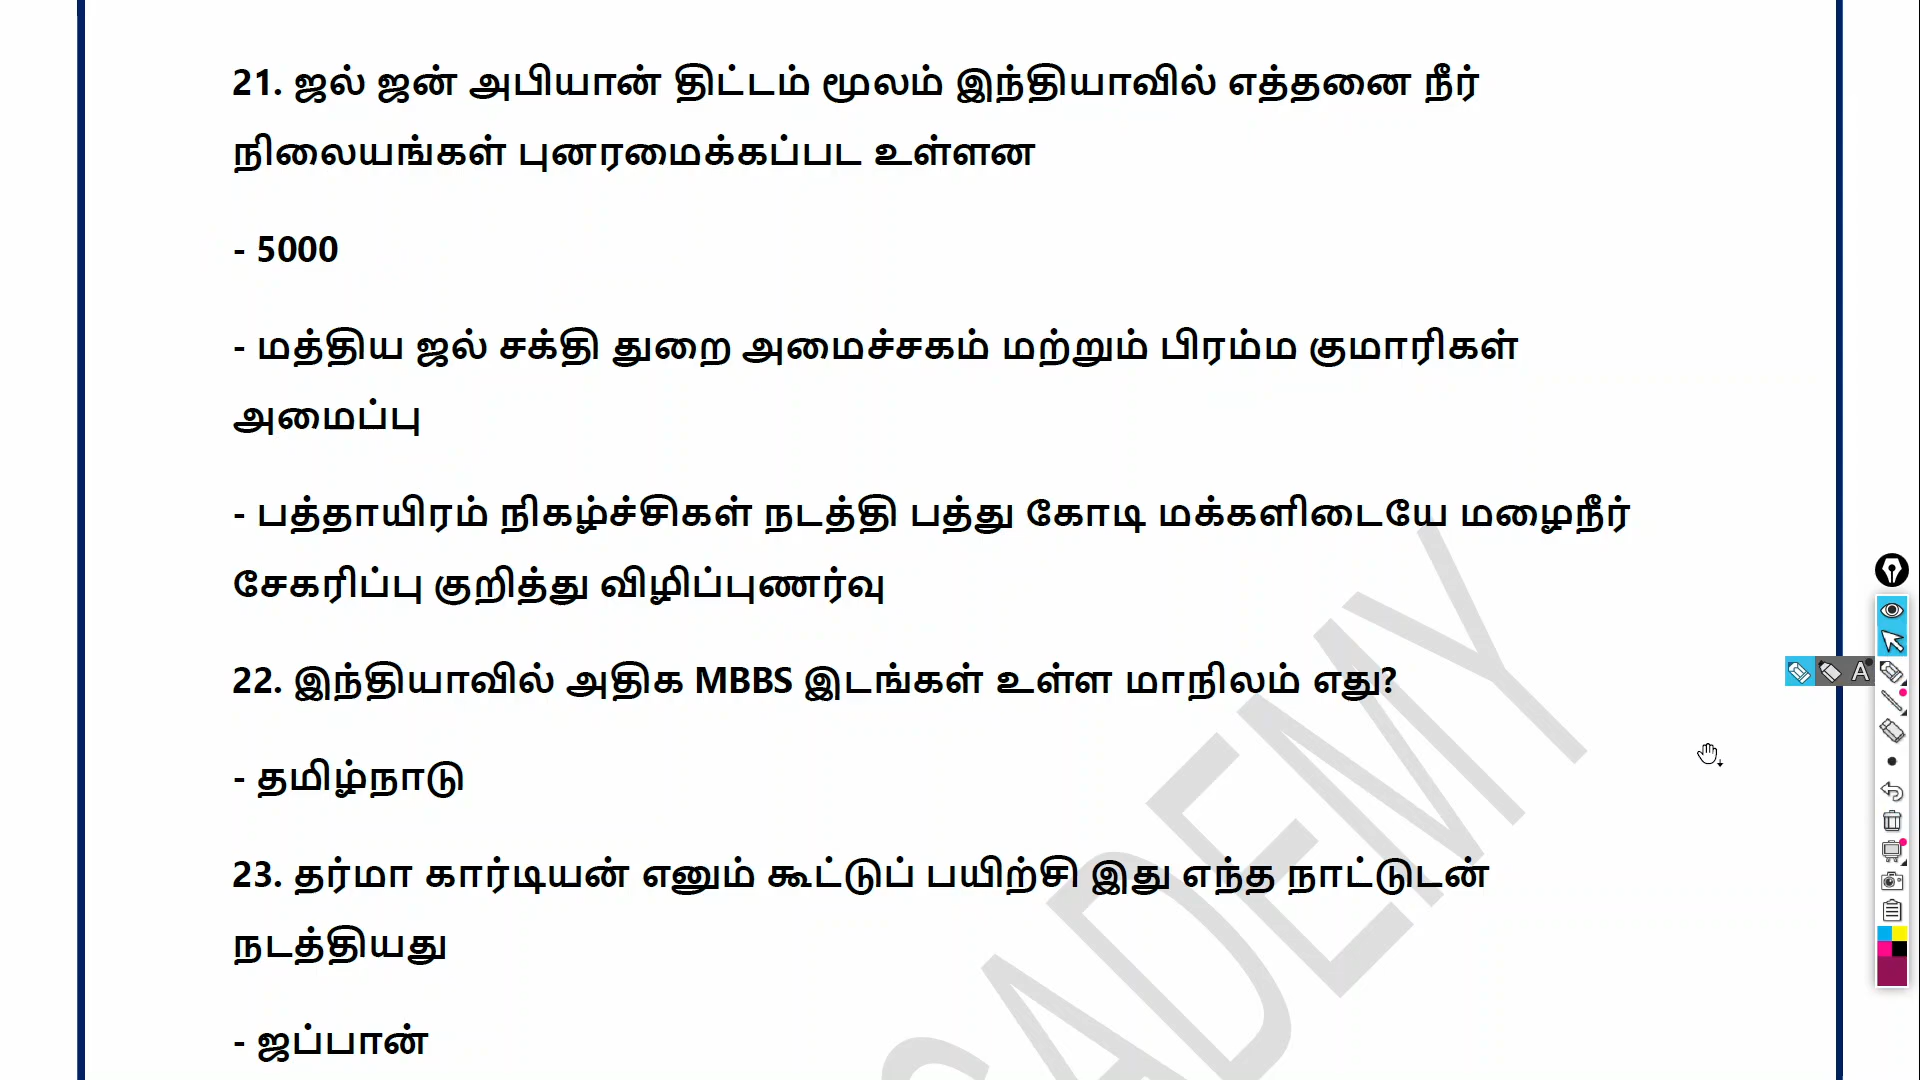 21. ஜல் ஜன் அபியான் திட்டம் மூலம் இந்தியாவில் எத்தனை நீர்
நிலையங்கள் புனரமைக்கப்பட உள்ளன
- 5000
- மத்திய ஜல் சக்தி துறை அமைச்சகம் மற்றும் பிரம்ம குமாரிகள்
அமைப்பு
- பத்தாயிரம் நிகழ்ச்சிகள் நடத்தி பத்து கோடி மக்களிடையே மழைநீர்
சேகரிப்பு குறித்து விழிப்புணர்வு
22. இந்தியாவில் அதிக MBBS இடங்கள் உள்ள மாநிலம் எது?
- தமிழ்நாடு
23. தர்மா கார்டியன் எனும் கூட்டுப் பயிற்சி இது எந்த நாட்டுடன்
நடத்தியது
- ஜப்பான்
CADEMY
A